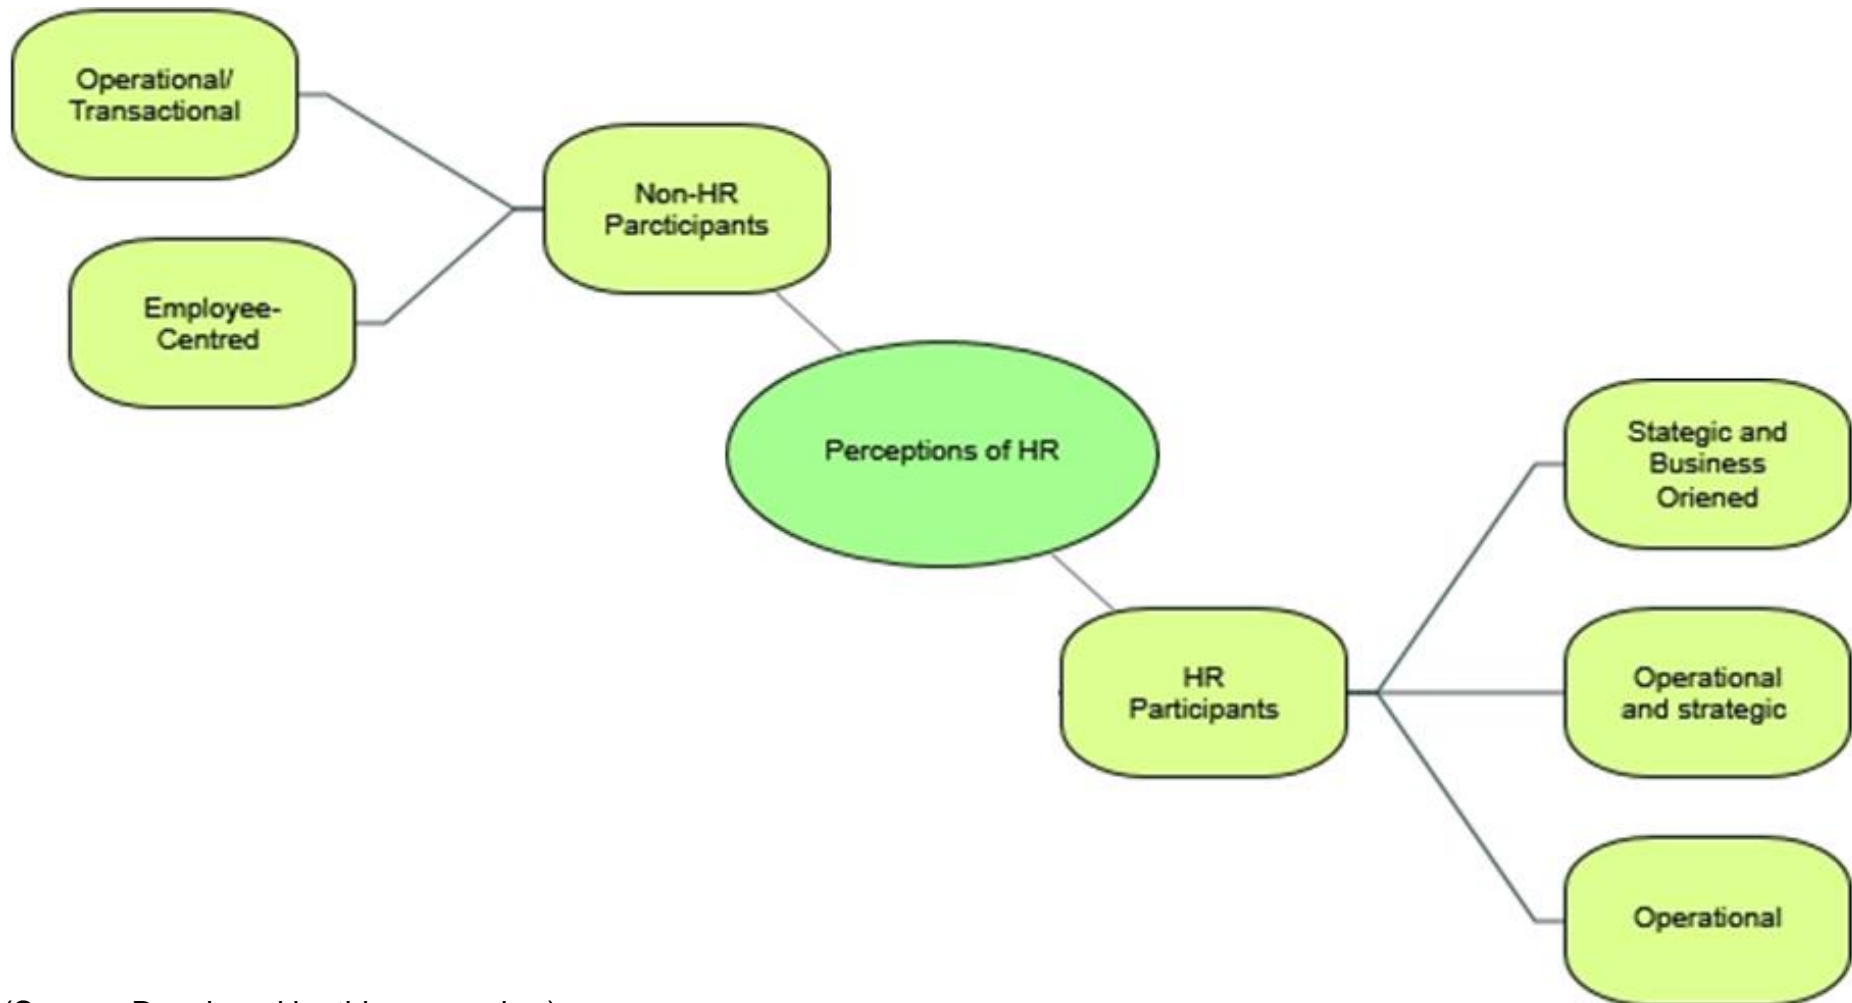 Operational/
Transactional
Non-HR
Parcticipants
Employee-
Centred
Perceptions of HR
Stategic and
Business
Oriened
HR
Participants
Operational
and strategic
Operational